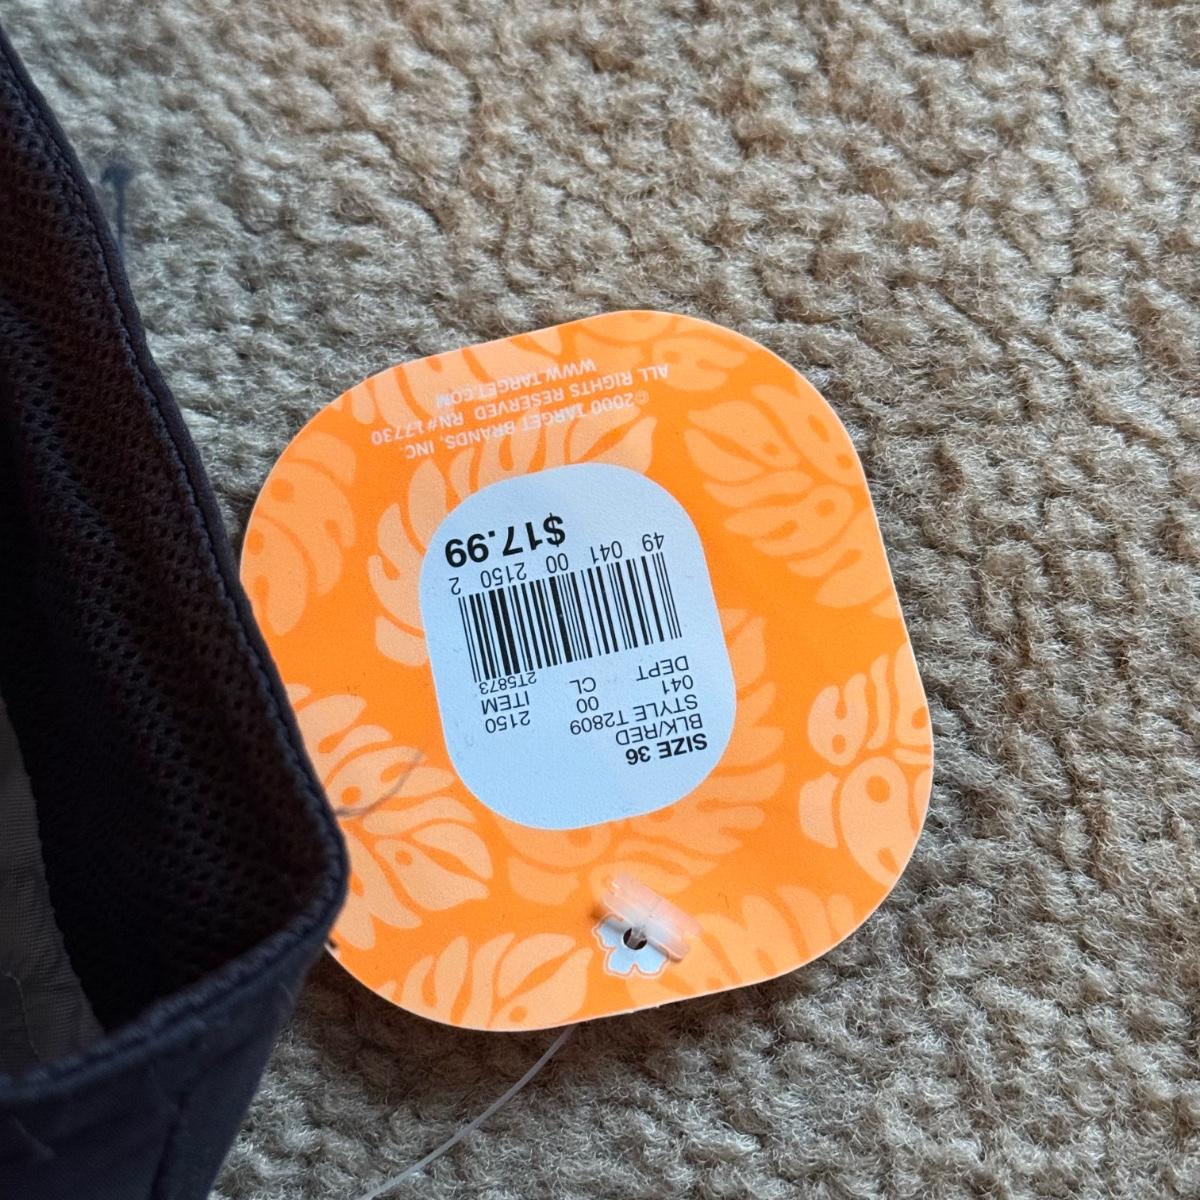 SIZE 36
BLK/RED
STYLE T2809
041 00 2150
DEPT CL ITEM
2T5873
49 041 00 2150 2
$17.99
©2000 TARGET BRANDS, INC.
ALL RIGHTS RESERVED RN#17730
WWW.TARGET.COM